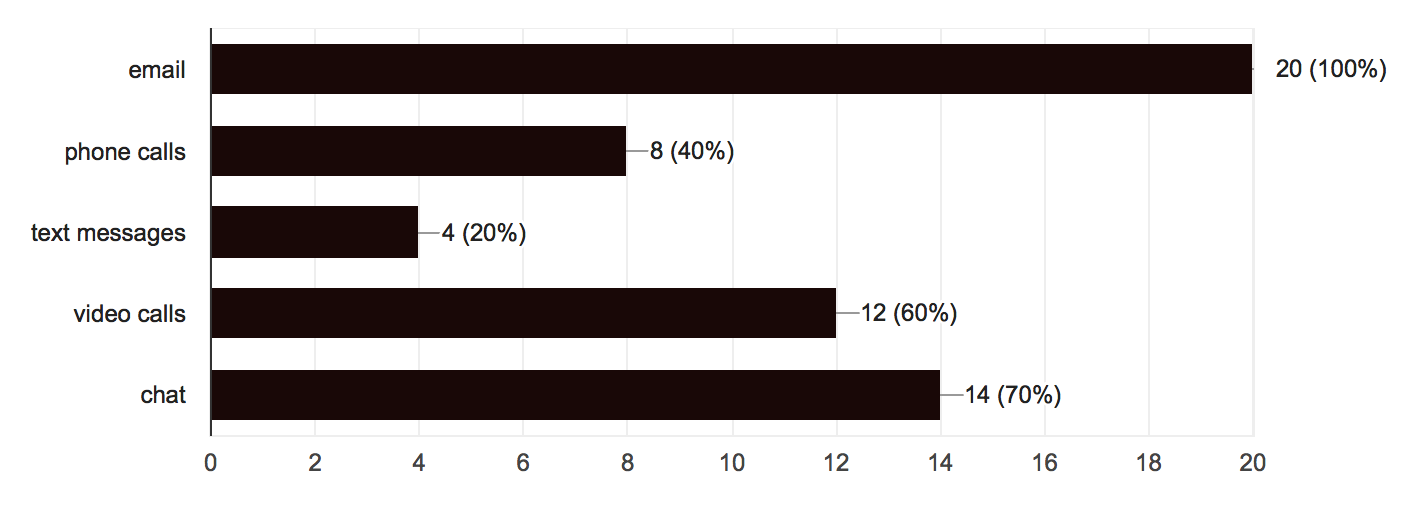 email 20 (100%)
phone calls 8 (40%)
text messages 4 (20%)
video calls 12 (60%)
chat 14 (70%)
0 2 4 6 8 10 12 14 16 18 20